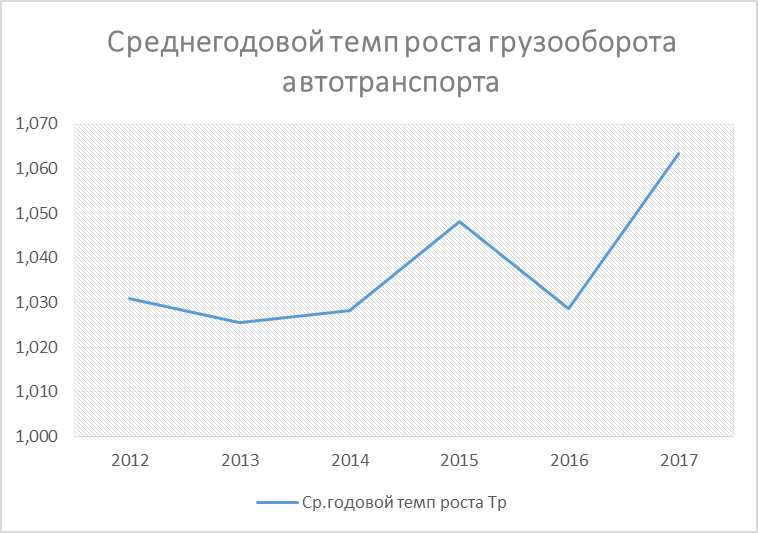 Среднегодовой темп роста грузооборота
автотранспорта
1,070
1,060
1,050
1,040
1,030
1,020
1,010
1,000
2012 2013 2014 2015 2016 2017
Ср.годовой темп роста Тр